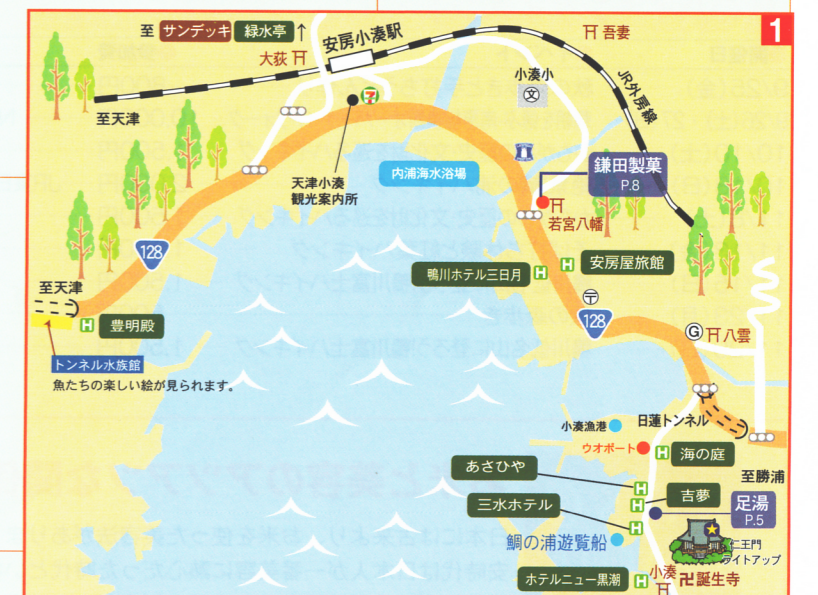 至 サンデッキ 緑水亭 ↑
安房小湊駅
1
大荻
吾妻
小湊小
文
JR外房線
至天津
7
天津小湊
観光案内所
内浦海水浴場
鎌田製菓
P.8
若宮八幡
128
至天津
鴨川ホテル三日月
H
H
安房屋旅館
〒
128
H
豊明殿
G
八雲
トンネル水族館
魚たちの楽しい絵が見られます。
小湊漁港
日蓮トンネル
ウオポート
H
海の庭
至勝浦
あさひや
H
吉夢
H
足湯
P.5
三水ホテル
H
鯛の浦遊覧船
仁王門
ライトアップ
ホテルニュー黒潮
H
小湊
卍誕生寺